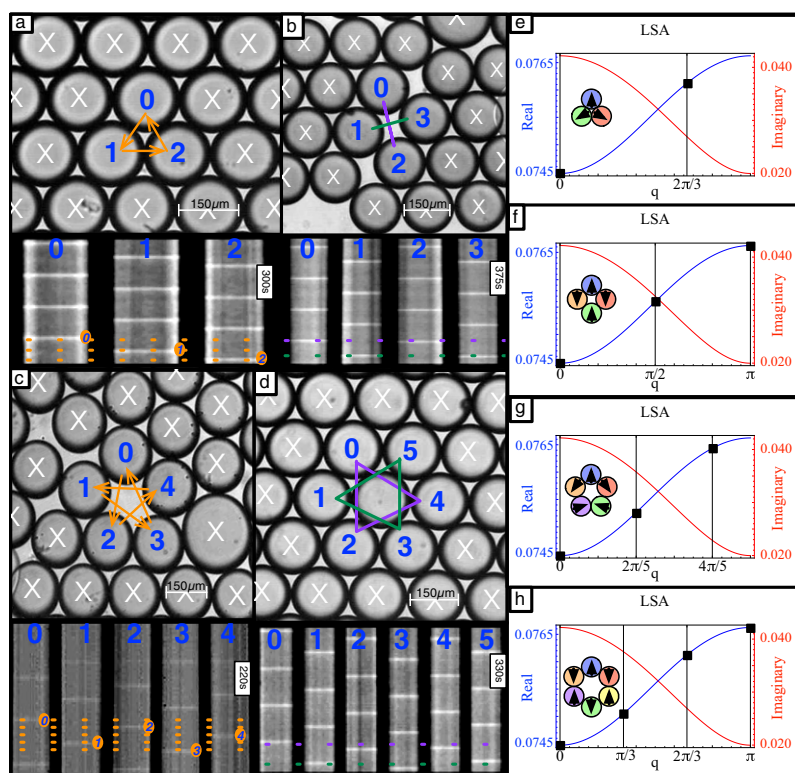 a
X X X X
X X 0 X
X 1 2 X
X X X X
150μm
0 1 2
300s
0
1
2
b
X X X
X 0 X
X 1 3 X
X 2 X
X X X X
150μm
0 1 2 3
375s
c
X X X
X 0 X
X 1 4
X 2 3 X
X X X X X
150μm
0 1 2 3 4
220s
0
1
2
3
4
d
X X X X
X 0 5 X
X 1 4 X
X 2 3 X
X X X X
150μm
0 1 2 3 4 5
330s
e
LSA
0.0765
Real
0.0745
0.040
Imaginary
0.020
0 2π/3
q
f
LSA
0.0765
Real
0.0745
0.040
Imaginary
0.020
0 π/2 π
q
g
LSA
0.0765
Real
0.0745
0.040
Imaginary
0.020
0 2π/5 4π/5
q
h
LSA
0.0765
Real
0.0745
0.040
Imaginary
0.020
0 π/3 2π/3 π
q